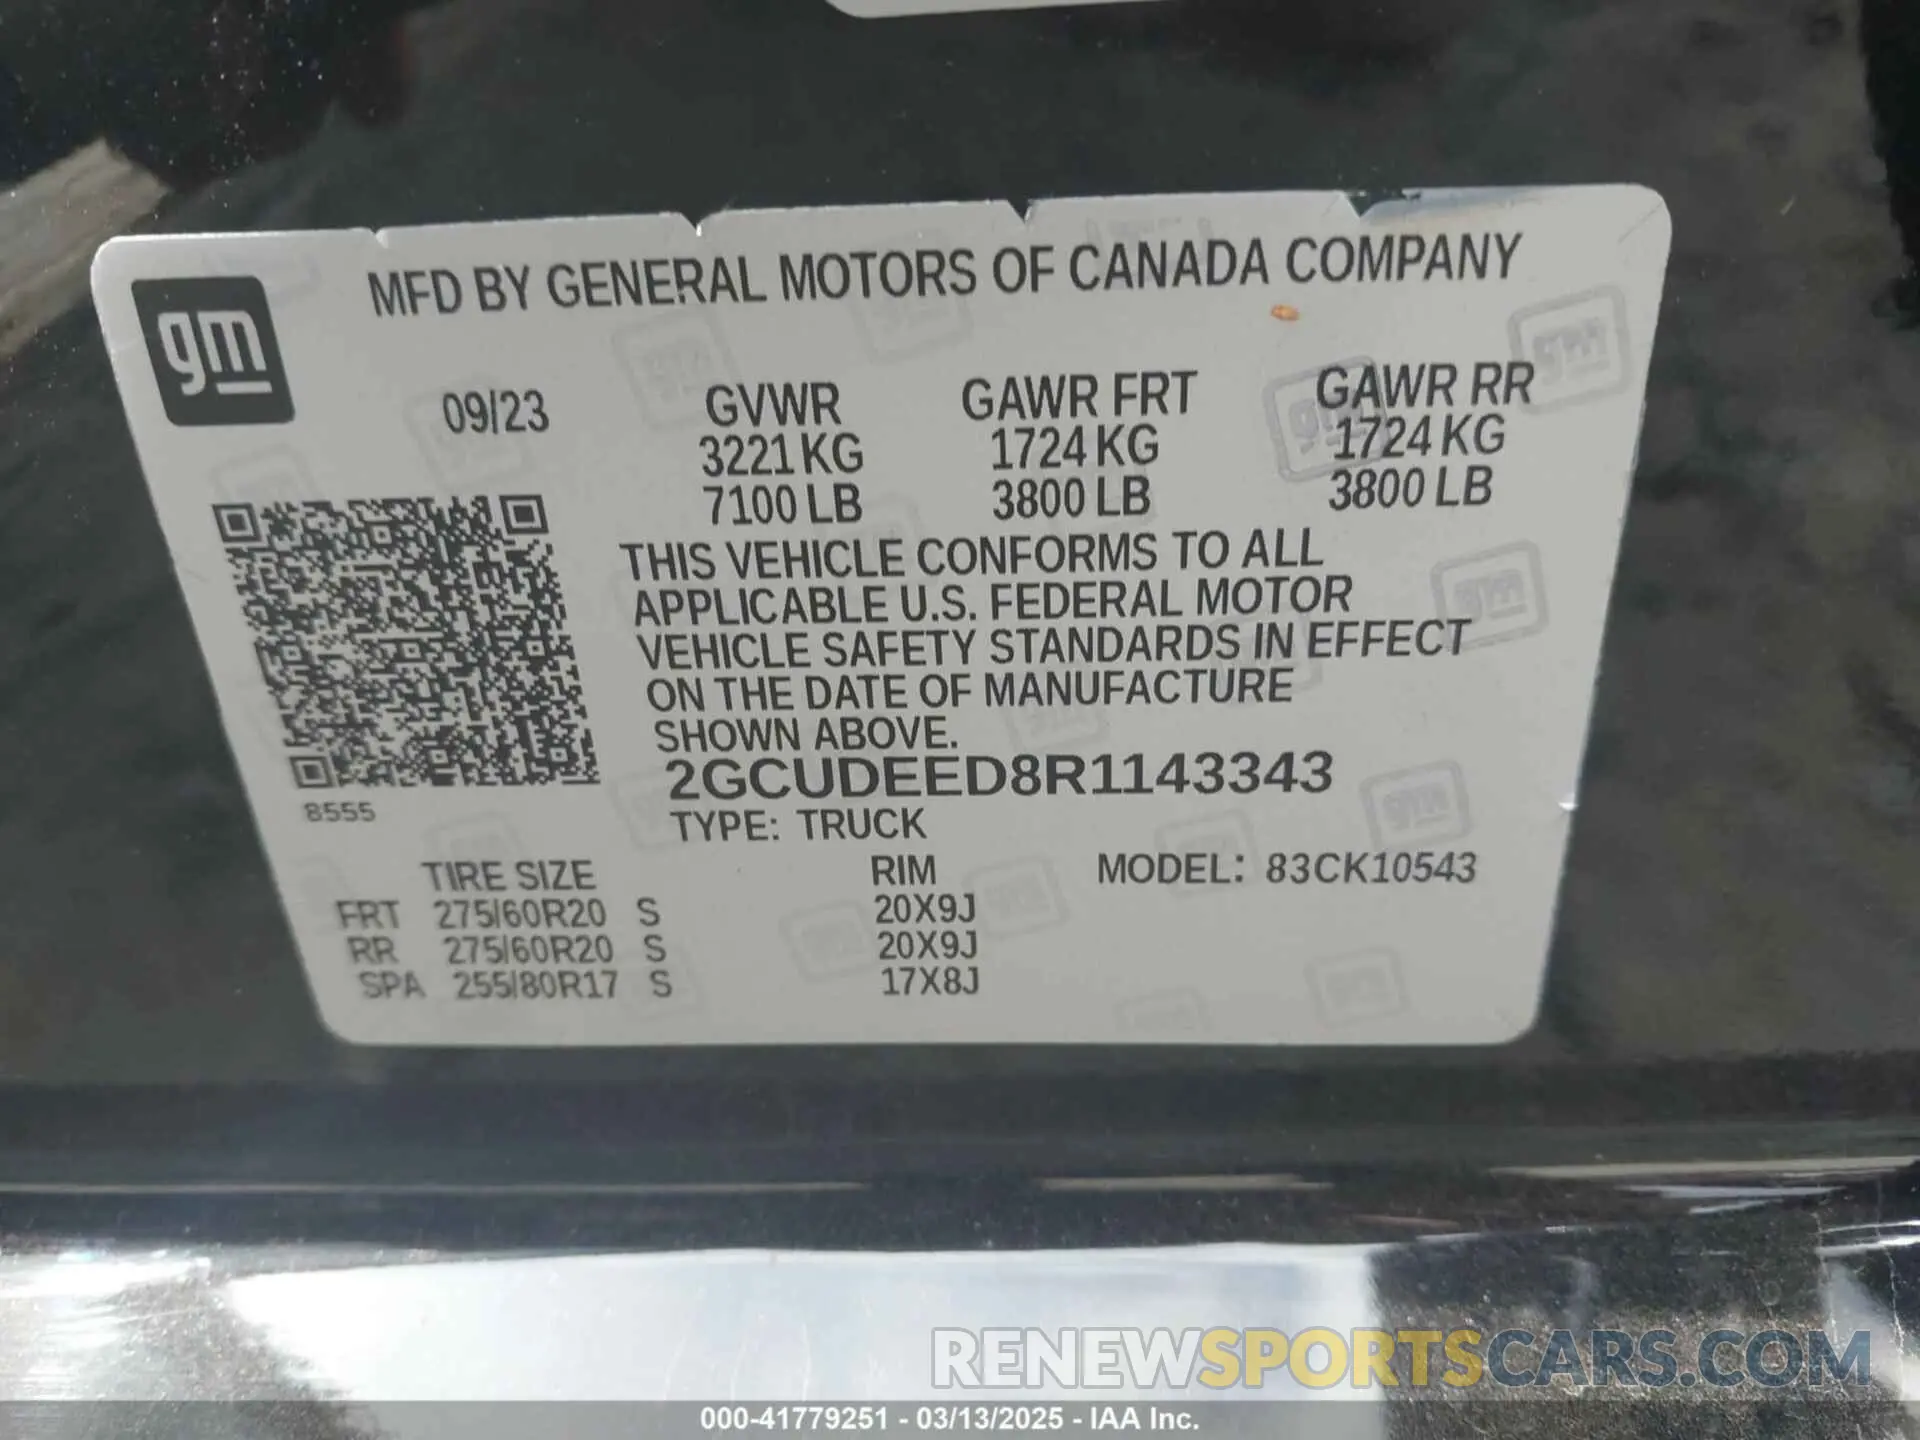 MFD BY GENERAL MOTORS OF CANADA COMPANY
gm
09/23 GVWR GAWR FRT GAWR RR
3221 KG 1724 KG 1724 KG
7100 LB 3800 LB 3800 LB
THIS VEHICLE CONFORMS TO ALL
APPLICABLE U.S. FEDERAL MOTOR
VEHICLE SAFETY STANDARDS IN EFFECT
ON THE DATE OF MANUFACTURE
SHOWN ABOVE.
2GCUDEED8R1143343
8555
TYPE: TRUCK
TIRE SIZE RIM MODEL: 83CK10543
FRT 275/60R20 S 20X9J
RR 275/60R20 S 20X9J
SPA 255/80R17 S 17X8J
RENEWSPORTSCARS.COM
000-41779251 - 03/13/2025 - IAA Inc.